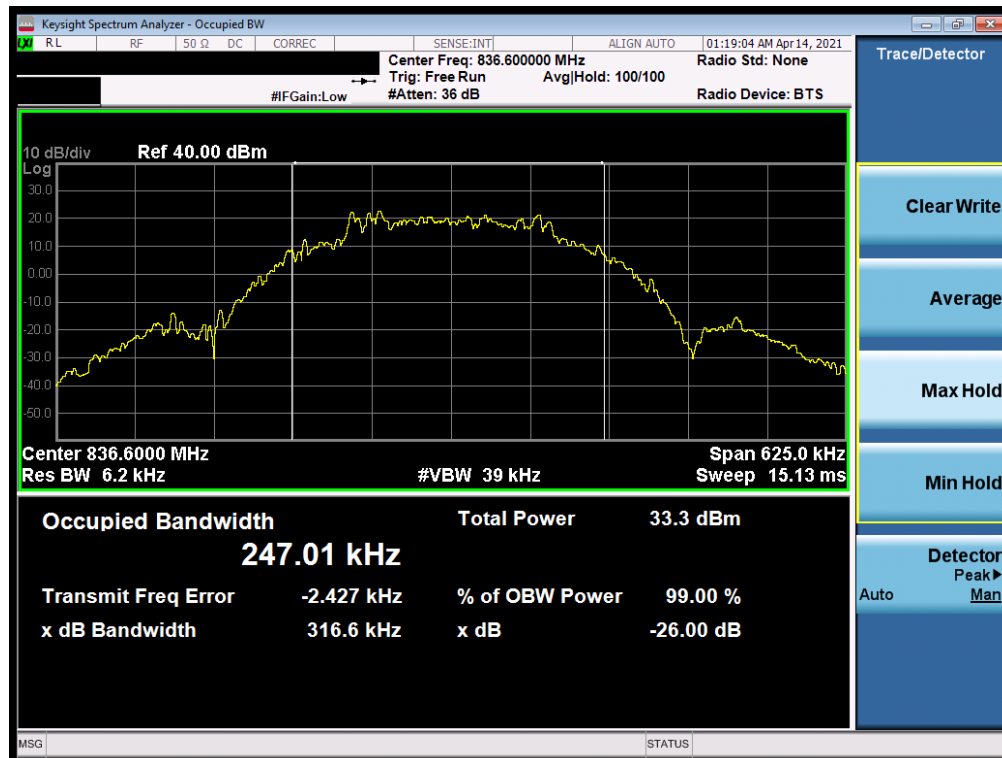 Keysight Spectrum Analyzer - Occupied BW
LXI RL RF 50 Ω DC CORREC SENSE:INT ALIGN AUTO 01:19:04 AM Apr 14, 2021
Center Freq: 836.600000 MHz Radio Std: None
Trig: Free Run Avg|Hold: 100/100
#IFGain:Low #Atten: 36 dB Radio Device: BTS
10 dB/div Ref 40.00 dBm
Log
30.0
20.0
10.0
0.00
-10.0
-20.0
-30.0
-40.0
-50.0
Center 836.6000 MHz Span 625.0 kHz
Res BW 6.2 kHz #VBW 39 kHz Sweep 15.13 ms
Occupied Bandwidth Total Power 33.3 dBm
247.01 kHz
Transmit Freq Error -2.427 kHz % of OBW Power 99.00 %
x dB Bandwidth 316.6 kHz x dB -26.00 dB
MSG STATUS
Trace/Detector
Clear Write
Average
Max Hold
Min Hold
Detector
Peak▶
Auto Man